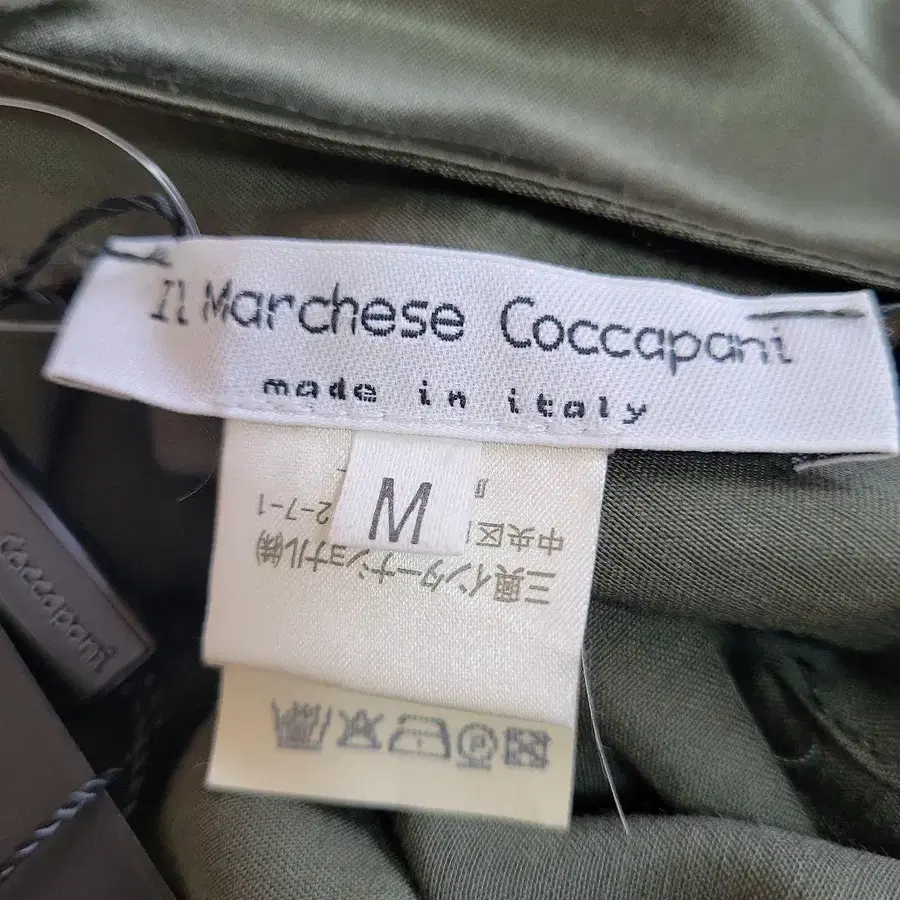 Il Marchese Coccapani
made in italy
M
三興インターナショナル㈱
中央区
2-7-1
Coccapani